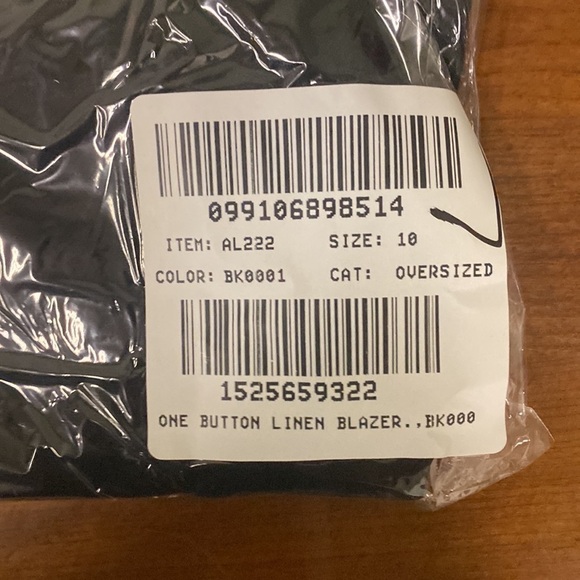 099106898514
ITEM: AL222 SIZE: 10
COLOR: BK0001 CAT: OVERSIZED
1525659322
ONE BUTTON LINEN BLAZER.,BK000